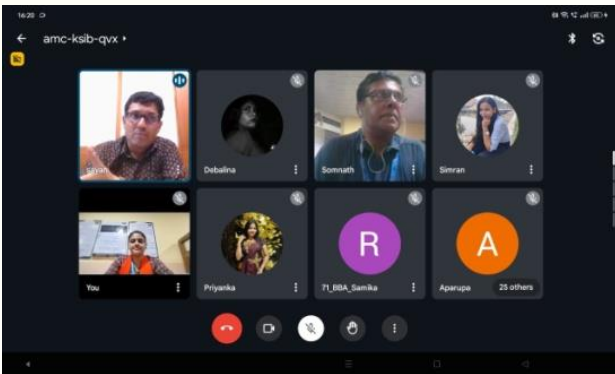 16:20
amc-ksib-qvx
sayan
Debalina
Somnath
Simran
You
Priyanka
R
71_BBA_Samika
A
Aparupa
25 others